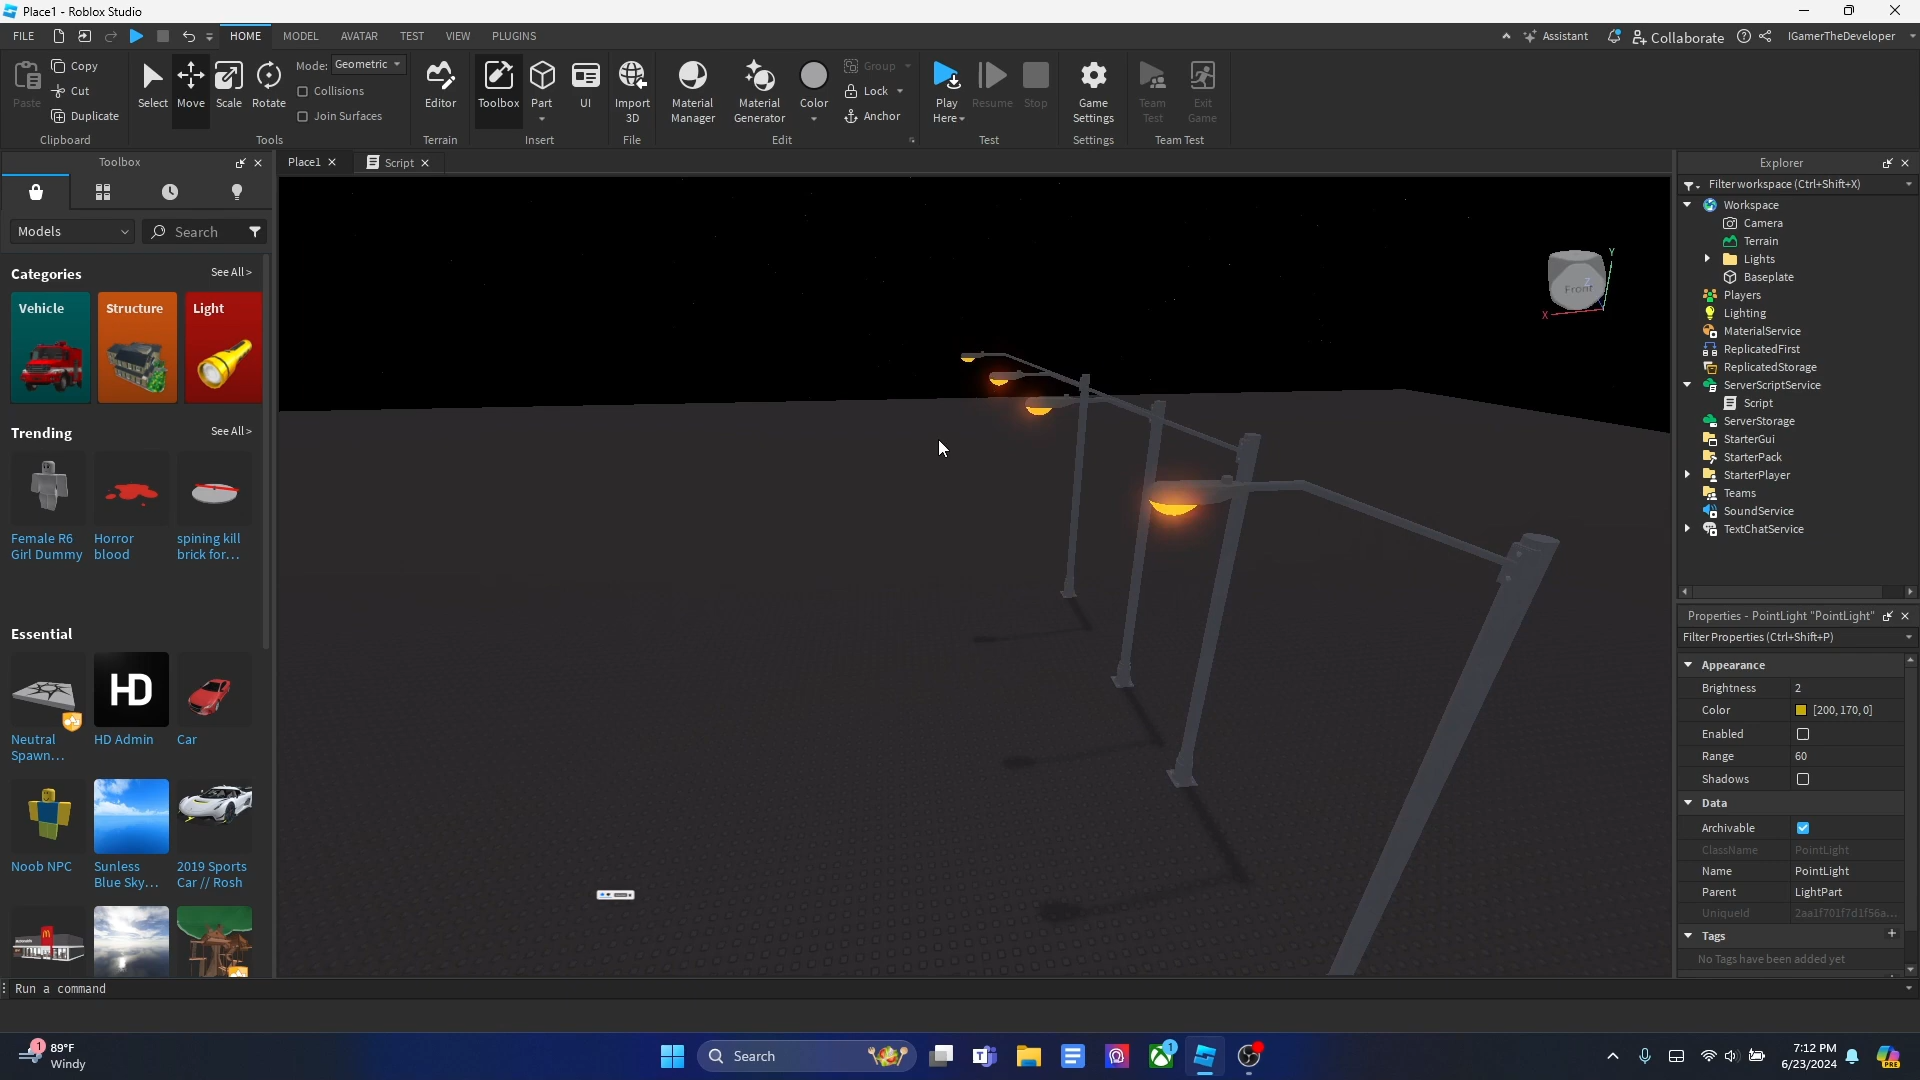 Place1 - Roblox Studio
FILE HOME MODEL AVATAR TEST VIEW PLUGINS Assistant Collaborate IGamerTheDeveloper
Paste Copy Cut Duplicate
Clipboard
Select Move Scale Rotate Mode: Geometric
Collisions
Join Surfaces
Tools
Editor
Terrain
Toolbox Part UI
Insert
Import 3D
File
Material Manager Material Generator Color Group Lock Anchor
Edit
Play Here Resume Stop
Test
Game Settings
Settings
Team Test Exit Game
Team Test
Toolbox
Place1 Script
Models Search
Categories See All >
Vehicle Structure Light
Trending See All >
Female R6 Girl Dummy
Horror blood
spining kill brick for...
Essential
HD
Neutral Spawn...
HD Admin
Car
Noob NPC
Sunless Blue Sky...
2019 Sports Car // Rosh
Front
X
Y
Z
Explorer
Filter workspace (Ctrl+Shift+X)
Workspace
Camera
Terrain
Lights
Baseplate
Players
Lighting
MaterialService
ReplicatedFirst
ReplicatedStorage
ServerScriptService
Script
ServerStorage
StarterGui
StarterPack
StarterPlayer
Teams
SoundService
TextChatService
Properties - PointLight "PointLight"
Filter Properties (Ctrl+Shift+P)
Appearance
Brightness 2
Color [200, 170, 0]
Enabled
Range 60
Shadows
Data
Archivable
ClassName PointLight
Name PointLight
Parent LightPart
UniqueId 2aa1f701f7d1f56a...
Tags +
No Tags have been added yet
Run a command
1
89°F
Windy
Search
1
7:12 PM
6/23/2024
PRE